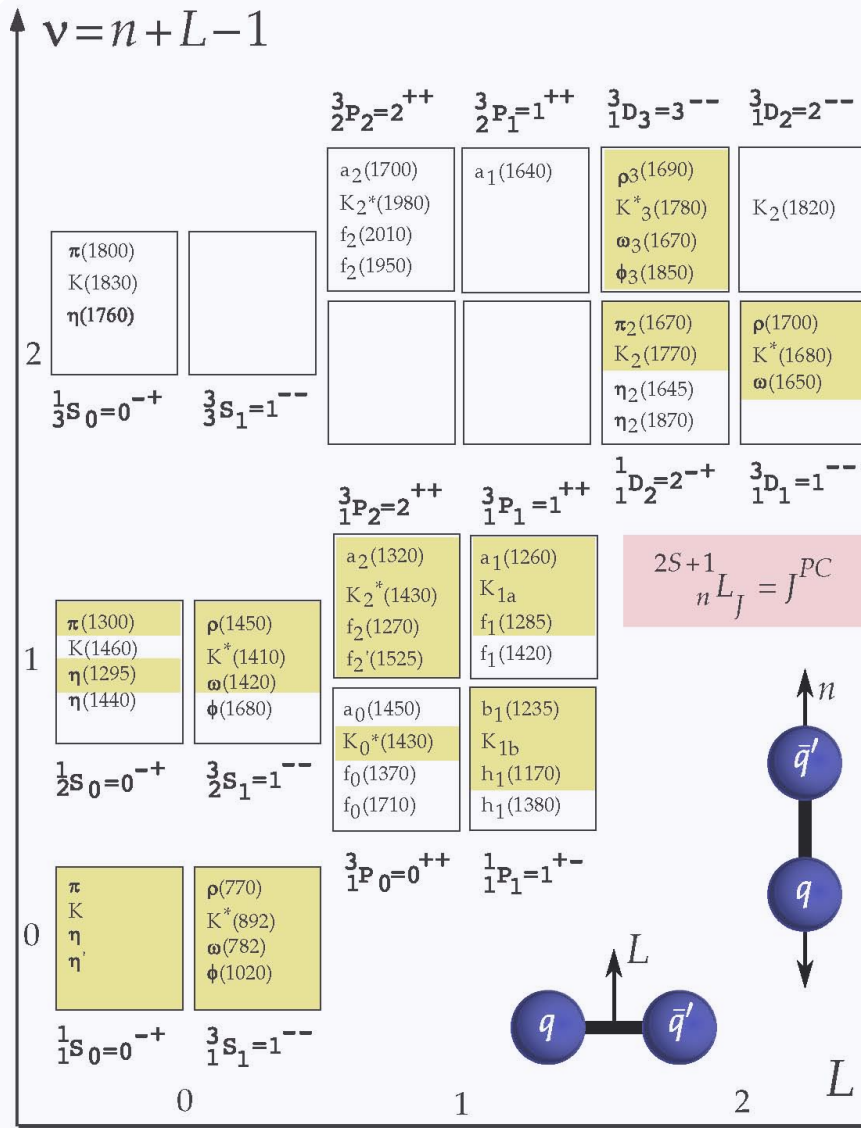 ν=n+L−1
³₂P₂=2⁺⁺
³₂P₁=1⁺⁺
³₁D₃=3⁻⁻
³₁D₂=2⁻⁻
a₂(1700)
K₂*(1980)
f₂(2010)
f₂(1950)
a₁(1640)
ρ₃(1690)
K*₃(1780)
ω₃(1670)
ϕ₃(1850)
K₂(1820)
π(1800)
K(1830)
η(1760)
2
π₂(1670)
K₂(1770)
η₂(1645)
η₂(1870)
ρ(1700)
K*(1680)
ω(1650)
¹₃S₀=0⁻⁺
³₃S₁=1⁻⁻
¹₁D₂=2⁻⁺
³₁D₁=1⁻⁻
³₁P₂=2⁺⁺
³₁P₁=1⁺⁺
a₂(1320)
K₂*(1430)
f₂(1270)
f₂'(1525)
a₁(1260)
K₁a
f₁(1285)
f₁(1420)
²ˢ⁺¹ₙL_J = J^PC
1
π(1300)
K(1460)
η(1295)
η(1440)
ρ(1450)
K*(1410)
ω(1420)
ϕ(1680)
a₀(1450)
K₀*(1430)
f₀(1370)
f₀(1710)
b₁(1235)
K₁b
h₁(1170)
h₁(1380)
¹₂S₀=0⁻⁺
³₂S₁=1⁻⁻
³₁P₀=0⁺⁺
¹₁P₁=1⁺⁻
n
q̄′
q
0
π
K
η
η'
ρ(770)
K*(892)
ω(782)
ϕ(1020)
L
q
q̄′
¹₁S₀=0⁻⁺
³₁S₁=1⁻⁻
0
1
2
L